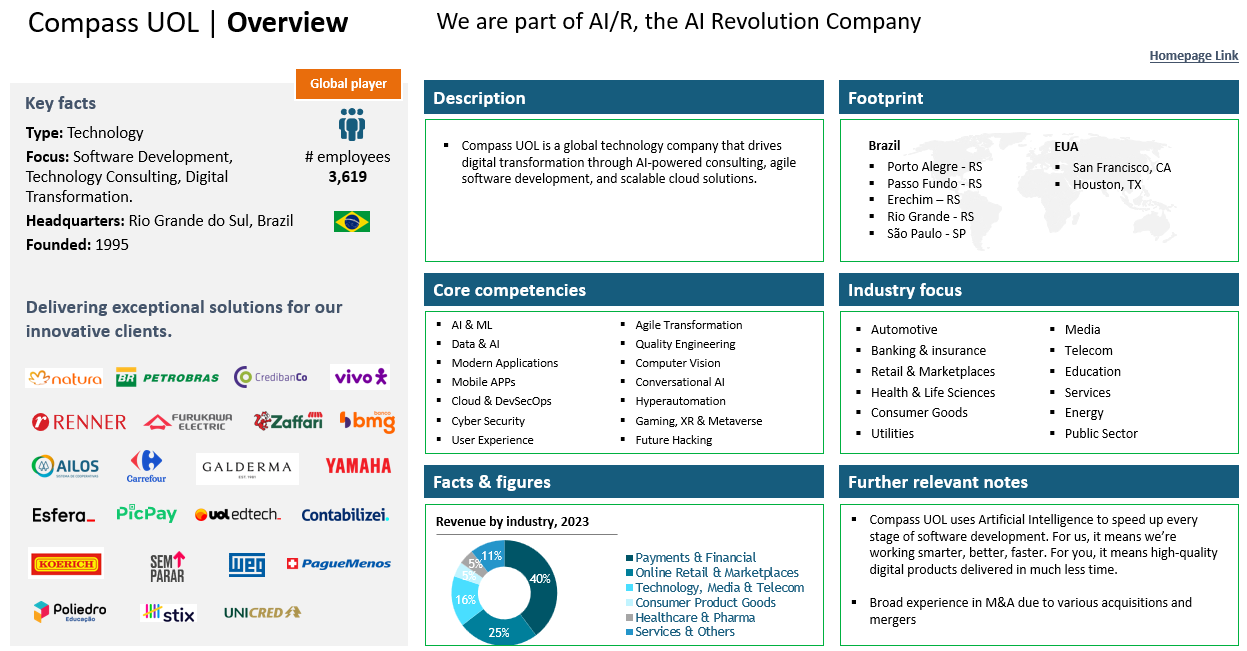 Compass UOL | Overview
We are part of AI/R, the AI Revolution Company
Homepage Link
Global player
Key facts
Type: Technology
Focus: Software Development,
Technology Consulting, Digital
Transformation.
Headquarters: Rio Grande do Sul, Brazil
Founded: 1995
# employees
3,619
Delivering exceptional solutions for our
innovative clients.
natura
BR PETROBRAS
CredibanCo
vivo
RENNER
FURUKAWA
ELECTRIC
Zaffari
banco
bmg
AILOS
SISTEMA DE COOPERATIVAS
Carrefour
GALDERMA
EST 1981
YAMAHA
Esfera_
PicPay
uol edtech_
Contabilizei.
KOERICH
SEM
PARAR
WEG
PagueMenos
Poliedro
Educação
stix
UNICRED
Description
▪ Compass UOL is a global technology company that drives
digital transformation through AI-powered consulting, agile
software development, and scalable cloud solutions.
Footprint
Brazil
▪ Porto Alegre - RS
▪ Passo Fundo - RS
▪ Erechim – RS
▪ Rio Grande - RS
▪ São Paulo - SP
EUA
▪ San Francisco, CA
▪ Houston, TX
Core competencies
▪ AI & ML
▪ Data & AI
▪ Modern Applications
▪ Mobile APPs
▪ Cloud & DevSecOps
▪ Cyber Security
▪ User Experience
▪ Agile Transformation
▪ Quality Engineering
▪ Computer Vision
▪ Conversational AI
▪ Hyperautomation
▪ Gaming, XR & Metaverse
▪ Future Hacking
Industry focus
▪ Automotive
▪ Banking & insurance
▪ Retail & Marketplaces
▪ Health & Life Sciences
▪ Consumer Goods
▪ Utilities
▪ Media
▪ Telecom
▪ Education
▪ Services
▪ Energy
▪ Public Sector
Facts & figures
Revenue by industry, 2023
40%
25%
16%
5%
5%
11%
Payments & Financial
Online Retail & Marketplaces
Technology, Media & Telecom
Consumer Product Goods
Healthcare & Pharma
Services & Others
Further relevant notes
▪ Compass UOL uses Artificial Intelligence to speed up every
stage of software development. For us, it means we're
working smarter, better, faster. For you, it means high-quality
digital products delivered in much less time.
▪ Broad experience in M&A due to various acquisitions and
mergers